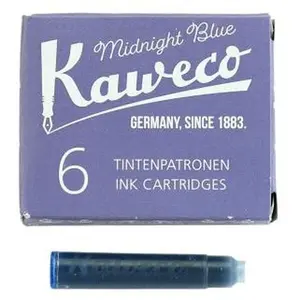 Midnight Blue
Kaweco
GERMANY, SINCE 1883.
6
TINTENPATRONEN
INK CARTRIDGES